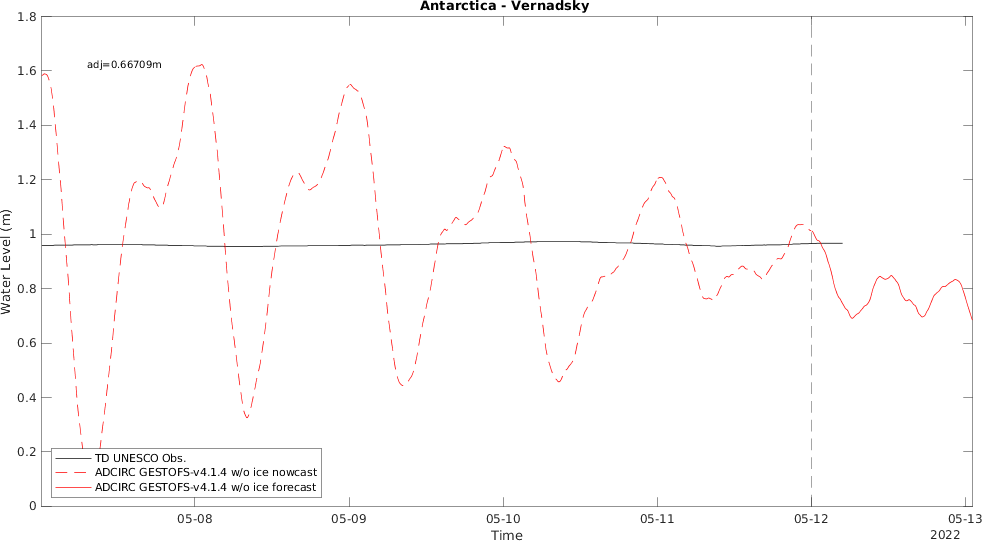 Antarctica - Vernadsky
1.8
1.6
1.4
1.2
1
0.8
0.6
0.4
0.2
0
Water Level (m)
adj=0.66709m
TD UNESCO Obs.
ADCIRC GESTOFS-v4.1.4 w/o ice nowcast
ADCIRC GESTOFS-v4.1.4 w/o ice forecast
05-08 05-09 05-10 05-11 05-12 05-13
Time
2022